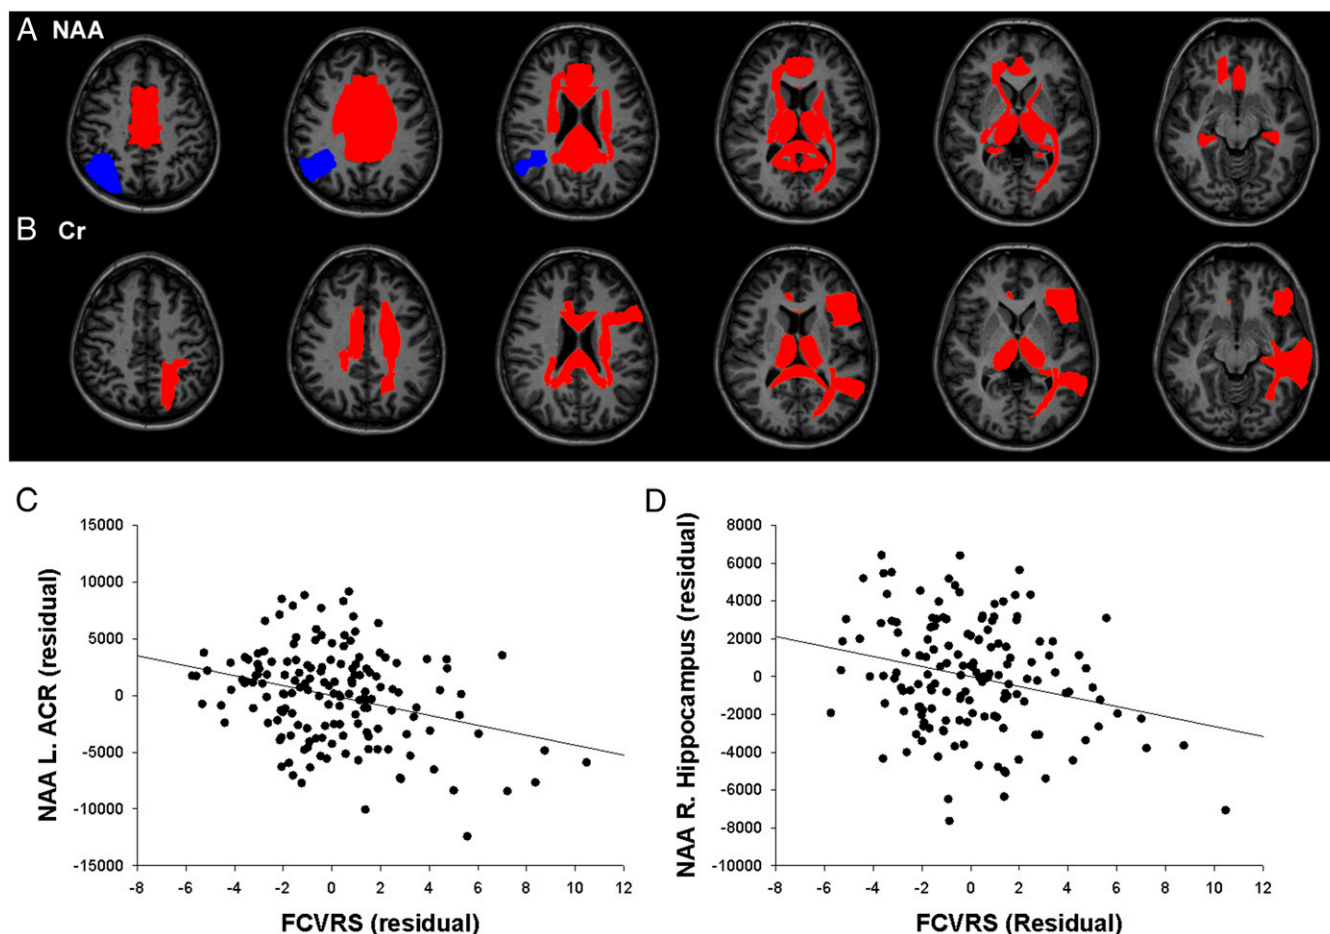 A NAA
B Cr
C
D
15000
10000
5000
0
-5000
-10000
-15000
NAA L. ACR (residual)
-8 -6 -4 -2 0 2 4 6 8 10 12
FCVRS (residual)
8000
6000
4000
2000
0
-2000
-4000
-6000
-8000
-10000
NAA R. Hippocampus (residual)
-8 -6 -4 -2 0 2 4 6 8 10 12
FCVRS (Residual)